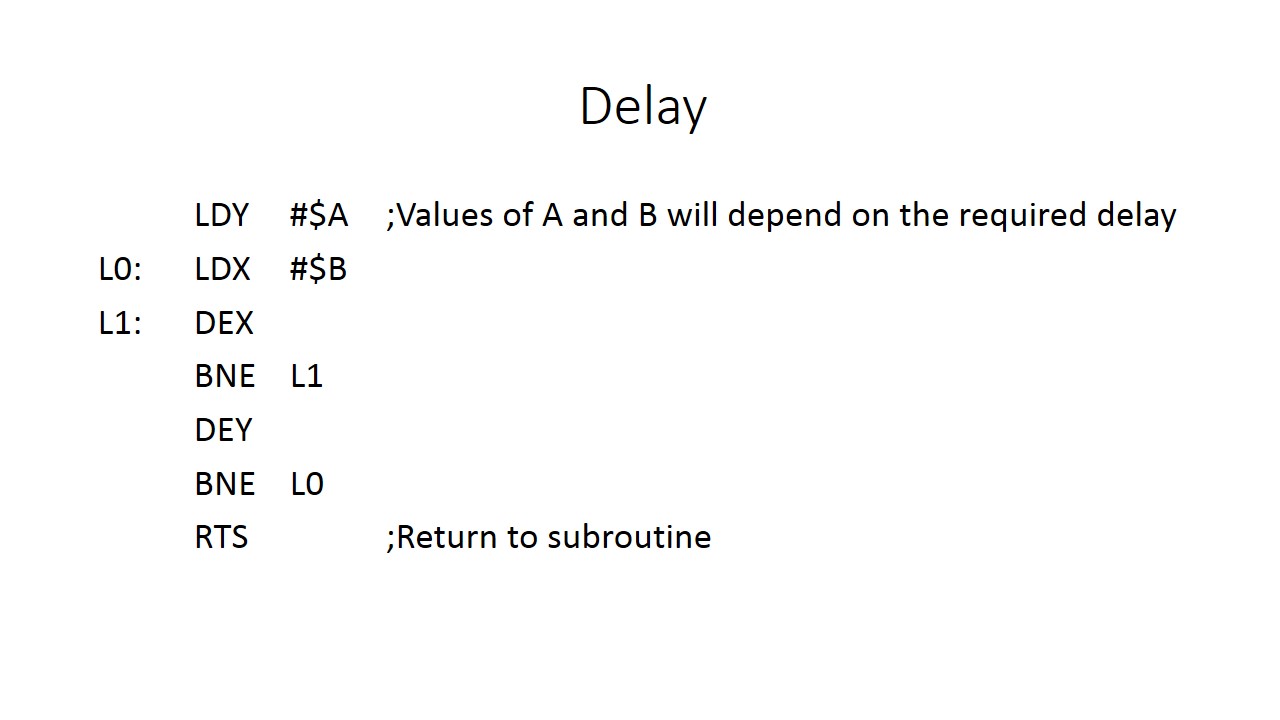 Delay
LDY #$A ;Values of A and B will depend on the required delay
L0: LDX #$B
L1: DEX
BNE L1
DEY
BNE L0
RTS ;Return to subroutine